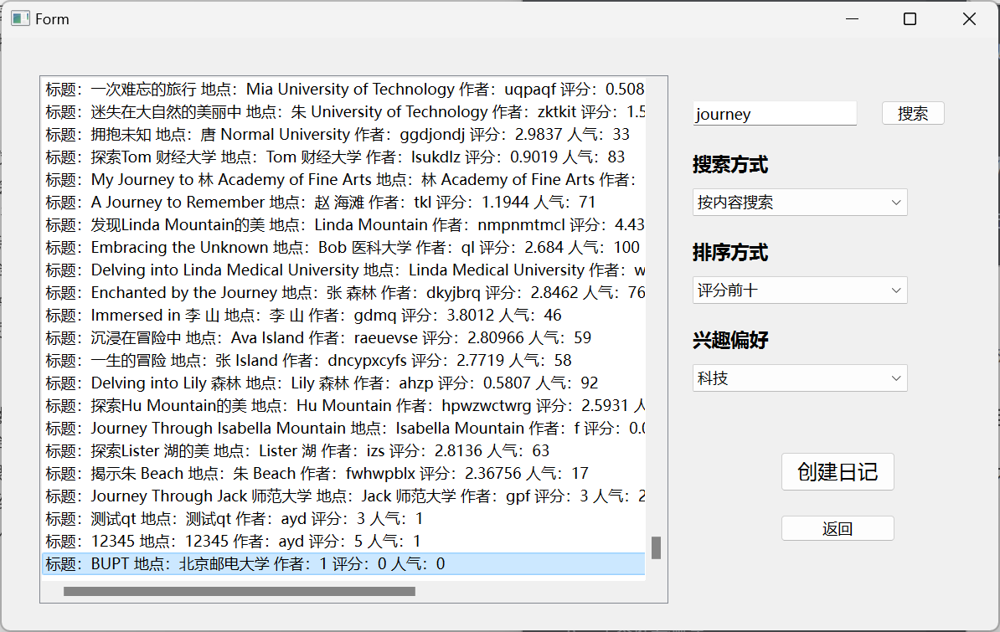 Form
标题：一次难忘的旅行 地点：Mia University of Technology 作者：uqpaqf 评分：0.508
标题：迷失在大自然的美丽中 地点：朱 University of Technology 作者：zktkit 评分：1.5
标题：拥抱未知 地点：唐 Normal University 作者：ggdjondj 评分：2.9837 人气：33
标题：探索Tom 财经大学 地点：Tom 财经大学 作者：lsukdlz 评分：0.9019 人气：83
标题：My Journey to 林 Academy of Fine Arts 地点：林 Academy of Fine Arts 作者：
标题：A Journey to Remember 地点：赵 海滩 作者：tkl 评分：1.1944 人气：71
标题：发现Linda Mountain的美 地点：Linda Mountain 作者：nmpnmtmcl 评分：4.43
标题：Embracing the Unknown 地点：Bob 医科大学 作者：ql 评分：2.684 人气：100
标题：Delving into Linda Medical University 地点：Linda Medical University 作者：w
标题：Enchanted by the Journey 地点：张 森林 作者：dkyjbrq 评分：2.8462 人气：76
标题：Immersed in 李 山 地点：李 山 作者：gdmq 评分：3.8012 人气：46
标题：沉浸在冒险中 地点：Ava Island 作者：raeuevse 评分：2.80966 人气：59
标题：一生的冒险 地点：张 Island 作者：dncypxcyfs 评分：2.7719 人气：58
标题：Delving into Lily 森林 地点：Lily 森林 作者：ahzp 评分：0.5807 人气：92
标题：探索Hu Mountain的美 地点：Hu Mountain 作者：hpwzwctwrg 评分：2.5931 人
标题：Journey Through Isabella Mountain 地点：Isabella Mountain 作者：f 评分：0.0
标题：探索Lister 湖的美 地点：Lister 湖 作者：izs 评分：2.8136 人气：63
标题：揭示朱 Beach 地点：朱 Beach 作者：fwhwpblx 评分：2.36756 人气：17
标题：Journey Through Jack 师范大学 地点：Jack 师范大学 作者：gpf 评分：3 人气：2
标题：测试qt 地点：测试qt 作者：ayd 评分：3 人气：1
标题：12345 地点：12345 作者：ayd 评分：5 人气：1
标题：BUPT 地点：北京邮电大学 作者：1 评分：0 人气：0
journey
搜索
搜索方式
按内容搜索
排序方式
评分前十
兴趣偏好
科技
创建日记
返回